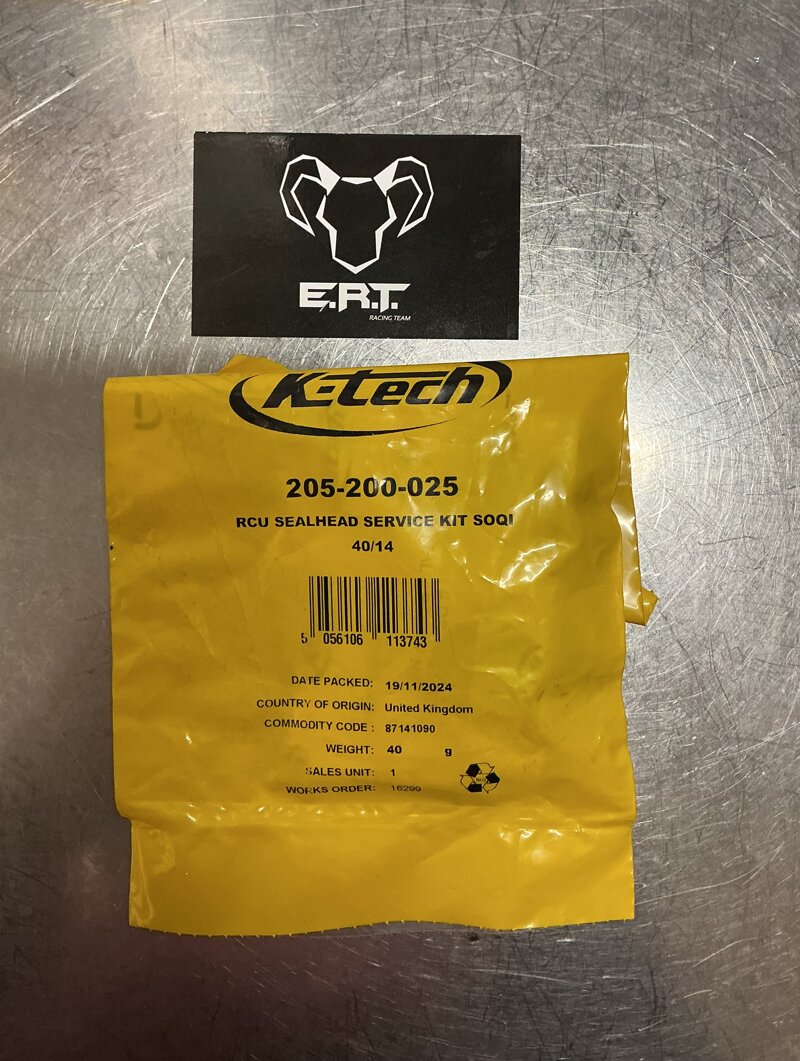 E.R.T.
RACING TEAM
K-tech
205-200-025
RCU SEALHEAD SERVICE KIT SOQI
40/14
5 056106 113743
DATE PACKED: 19/11/2024
COUNTRY OF ORIGIN: United Kingdom
COMMODITY CODE : 87141090
WEIGHT: 40 g
SALES UNIT: 1
WORKS ORDER: 16299